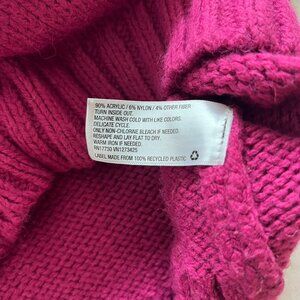 90% ACRYLIC / 6% NYLON / 4% OTHER FIBER
TURN INSIDE OUT.
MACHINE WASH COLD WITH LIKE COLORS.
DELICATE CYCLE.
ONLY NON-CHLORINE BLEACH IF NEEDED.
RESHAPE AND LAY FLAT TO DRY.
WARM IRON IF NEEDED.
RN17730 VN1273425
LABEL MADE FROM 100% RECYCLED PLASTIC